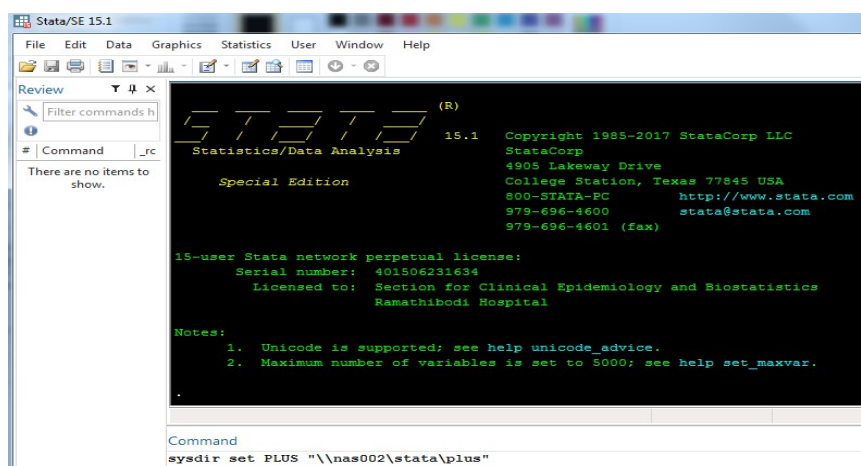 Stata/SE 15.1
File Edit Data Graphics Statistics User Window Help
Review
Filter commands h
# Command _rc
There are no items to
show.
(R)
STATA 15.1 Copyright 1985-2017 StataCorp LLC
Statistics/Data Analysis StataCorp
4905 Lakeway Drive
Special Edition College Station, Texas 77845 USA
800-STATA-PC http://www.stata.com
979-696-4600 stata@stata.com
979-696-4601 (fax)
15-user Stata network perpetual license:
Serial number: 401506231634
Licensed to: Section for Clinical Epidemiology and Biostatistics
Ramathibodi Hospital
Notes:
1. Unicode is supported; see help unicode_advice.
2. Maximum number of variables is set to 5000; see help set_maxvar.
.
Command
sysdir set PLUS "\\nas002\stata\plus"